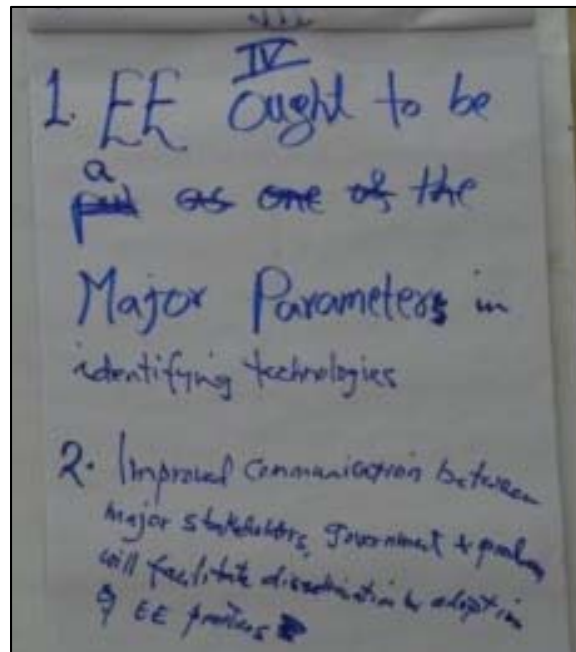 IV
1. EE Ought to be
a
put as one of the
Major Parameters in
identifying technologies
2. Improved Communication between
Major stakeholders, Government &
will facilitate dissemination & adoption
of EE